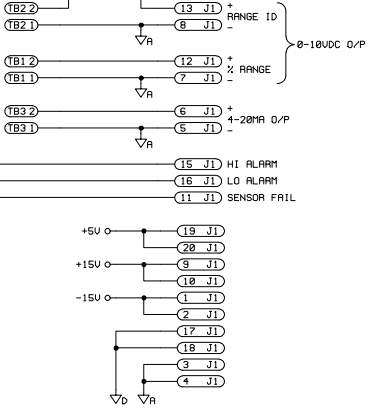 TB2 2 13 J1 +
RANGE ID
TB2 1 8 J1 -
A
0-10VDC O/P
TB1 2 12 J1 +
% RANGE
TB1 1 7 J1 -
A
TB3 2 6 J1 +
4-20MA O/P
TB3 1 5 J1 -
A
15 J1 HI ALARM
16 J1 LO ALARM
11 J1 SENSOR FAIL
+5V 19 J1
20 J1
+15V 9 J1
10 J1
-15V 1 J1
2 J1
17 J1
18 J1
3 J1
4 J1
D A